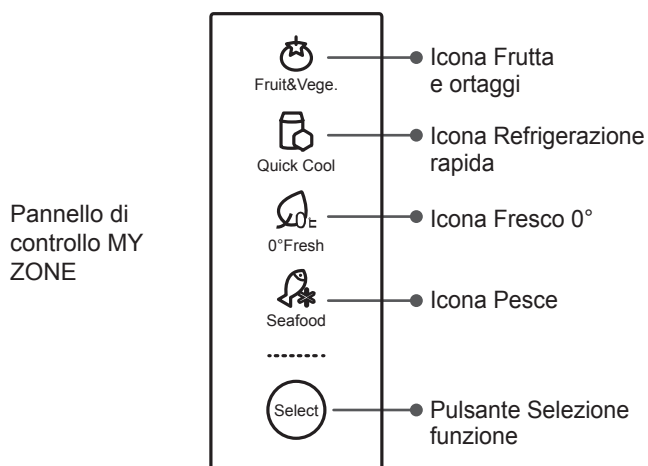 Fruit&Vege.
Icona Frutta
e ortaggi
Quick Cool
Icona Refrigerazione
rapida
Pannello di
controllo MY
ZONE
0°Fresh
Icona Fresco 0°
Seafood
Icona Pesce
Select
Pulsante Selezione
funzione